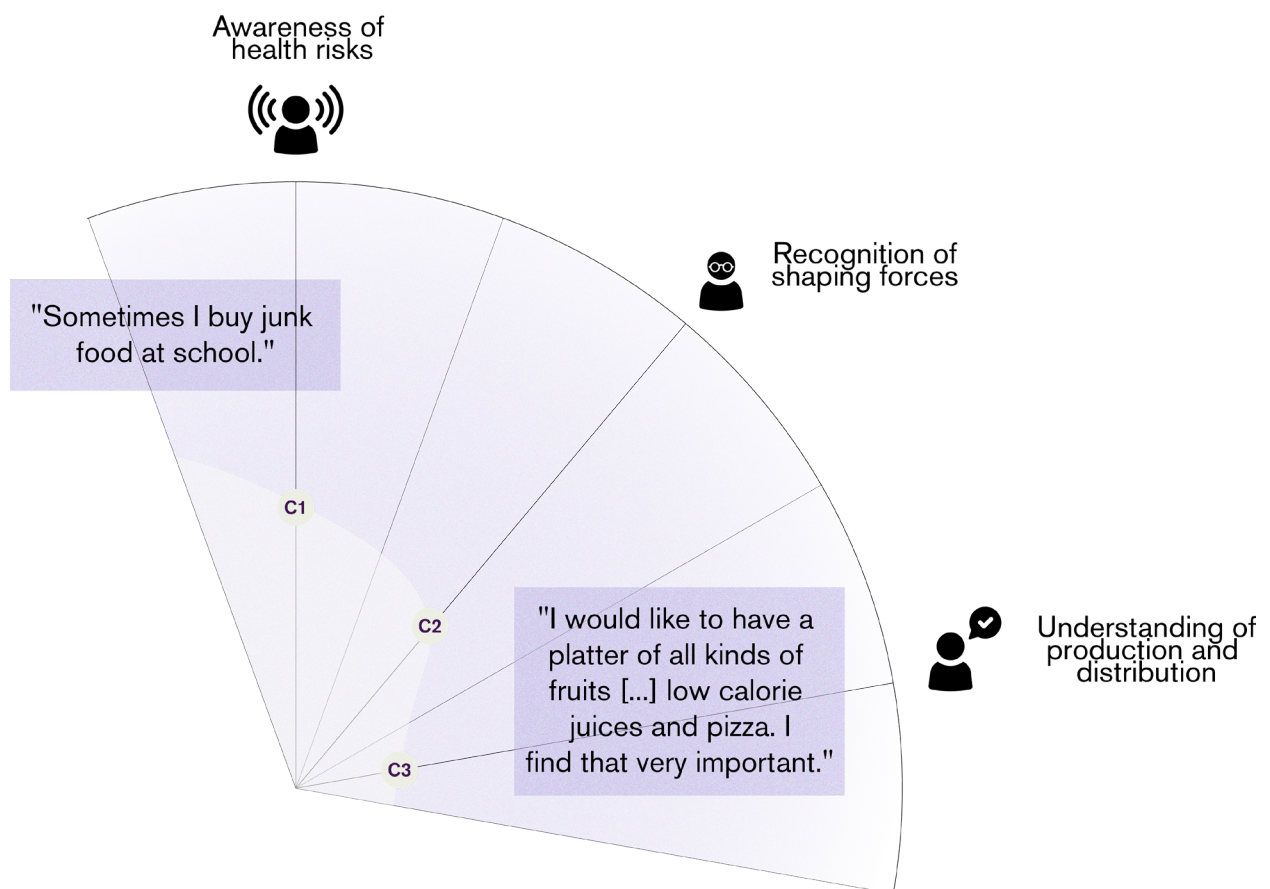 Awareness of
health risks
Recognition of
shaping forces
"Sometimes I buy junk
food at school."
C1
C2
"I would like to have a
platter of all kinds of
fruits [...] low calorie
juices and pizza. I
find that very important."
Understanding of
production and
distribution
C3